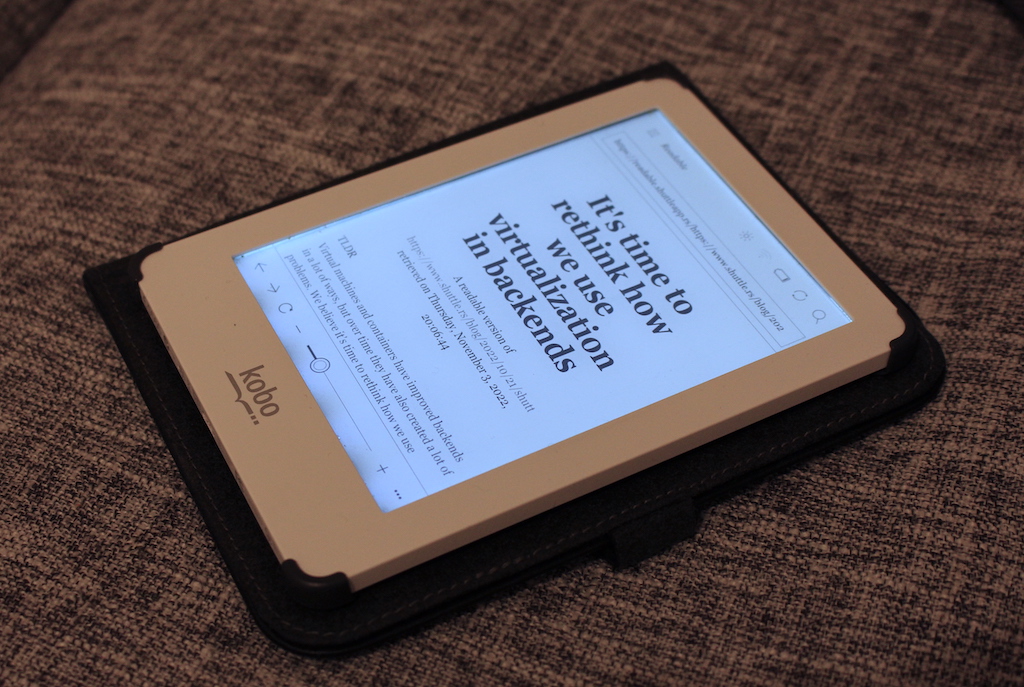 Readable
https://readable.shuttleapp.rs/https://www.shuttle.rs/blog/202
It's time to
rethink how
we use
virtualization
in backends
A readable version of
https://www.shuttle.rs/blog/2022/10/21/shutt
retrieved on Thursday, November 3, 2022,
20:06:44
TLDR
Virtual machines and containers have improved backends
in a lot of ways, but over time they have also created a lot of
problems. We believe it's time to rethink how we use
kobo